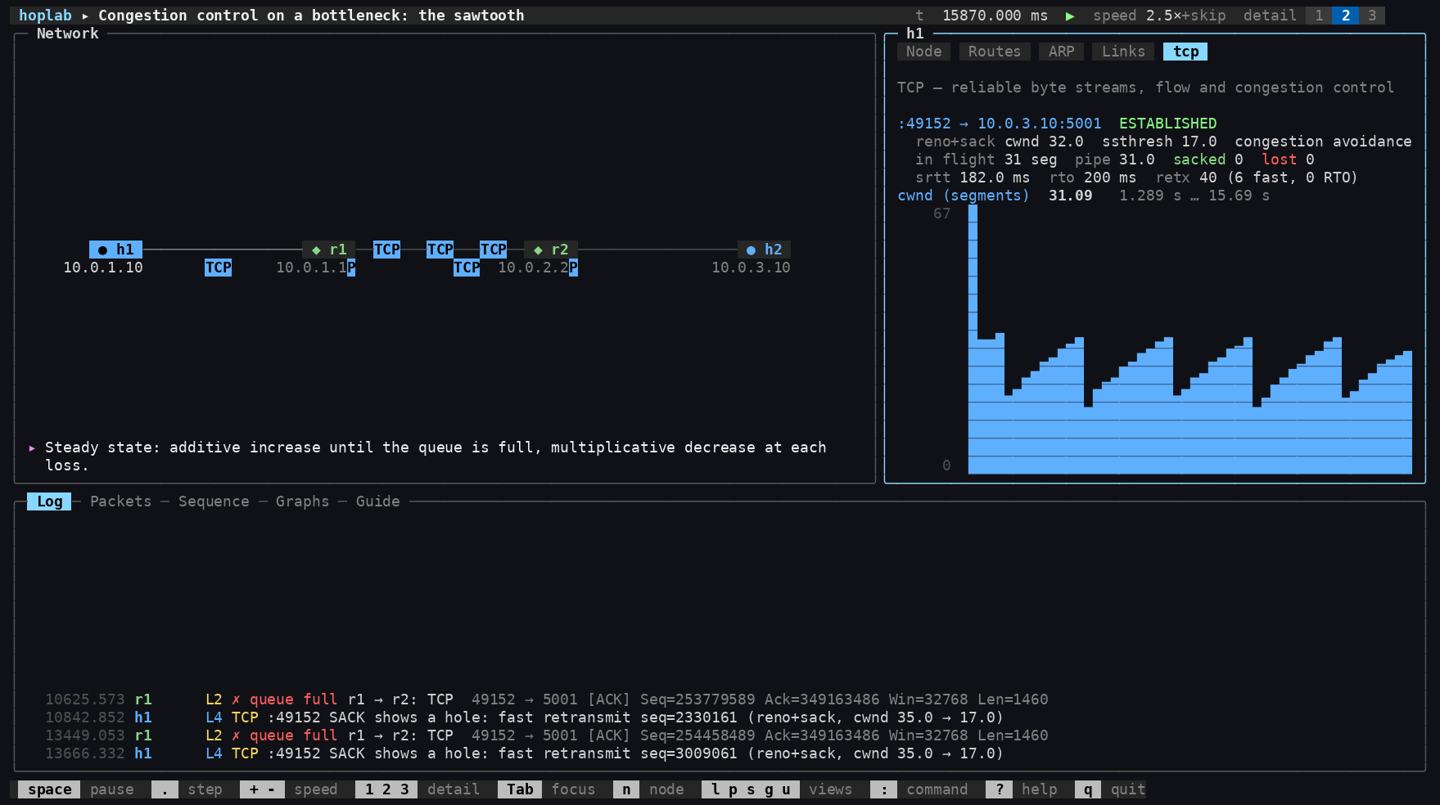 hoplab ▸ Congestion control on a bottleneck: the sawtooth t 15870.000 ms ▶ speed 2.5×+skip detail 1 2 3
Network
● h1 ◆ r1 TCP TCP TCP ◆ r2 ● h2
10.0.1.10 TCP 10.0.1.1P TCP 10.0.2.2P 10.0.3.10
▸ Steady state: additive increase until the queue is full, multiplicative decrease at each
loss.
h1
Node Routes ARP Links tcp
TCP — reliable byte streams, flow and congestion control
:49152 → 10.0.3.10:5001 ESTABLISHED
reno+sack cwnd 32.0 ssthresh 17.0 congestion avoidance
in flight 31 seg pipe 31.0 sacked 0 lost 0
srtt 182.0 ms rto 200 ms retx 40 (6 fast, 0 RTO)
cwnd (segments) 31.09 1.289 s … 15.69 s
67
0
Log — Packets — Sequence — Graphs — Guide
10625.573 r1 L2 ✗ queue full r1 → r2: TCP 49152 → 5001 [ACK] Seq=253779589 Ack=349163486 Win=32768 Len=1460
10842.852 h1 L4 TCP :49152 SACK shows a hole: fast retransmit seq=2330161 (reno+sack, cwnd 35.0 → 17.0)
13449.053 r1 L2 ✗ queue full r1 → r2: TCP 49152 → 5001 [ACK] Seq=254458489 Ack=349163486 Win=32768 Len=1460
13666.332 h1 L4 TCP :49152 SACK shows a hole: fast retransmit seq=3009061 (reno+sack, cwnd 35.0 → 17.0)
space pause . step + - speed 1 2 3 detail Tab focus n node l p s g u views : command ? help q quit